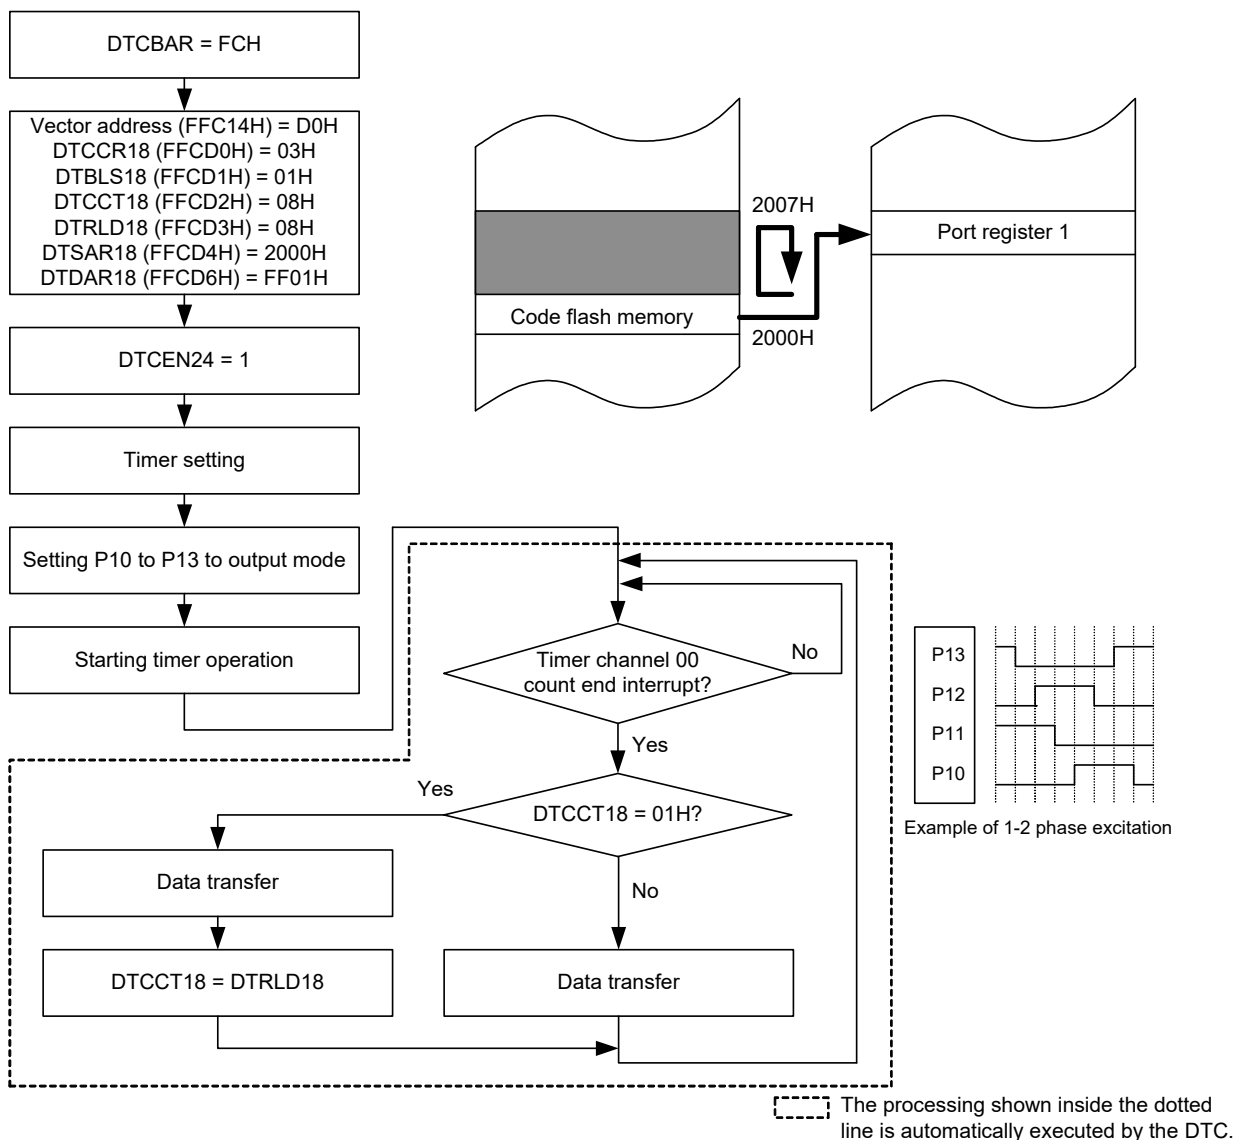 DTCBAR = FCH
Vector address (FFC14H) = D0H
DTCCR18 (FFCD0H) = 03H
DTBLS18 (FFCD1H) = 01H
DTCCT18 (FFCD2H) = 08H
DTRLD18 (FFCD3H) = 08H
DTSAR18 (FFCD4H) = 2000H
DTDAR18 (FFCD6H) = FF01H
DTCEN24 = 1
Timer setting
Setting P10 to P13 to output mode
Starting timer operation
2007H
Port register 1
Code flash memory
2000H
Timer channel 00
count end interrupt?
No
Yes
DTCCT18 = 01H?
Yes
No
Data transfer
DTCCT18 = DTRLD18
Data transfer
P13
P12
P11
P10
Example of 1-2 phase excitation
The processing shown inside the dotted
line is automatically executed by the DTC.